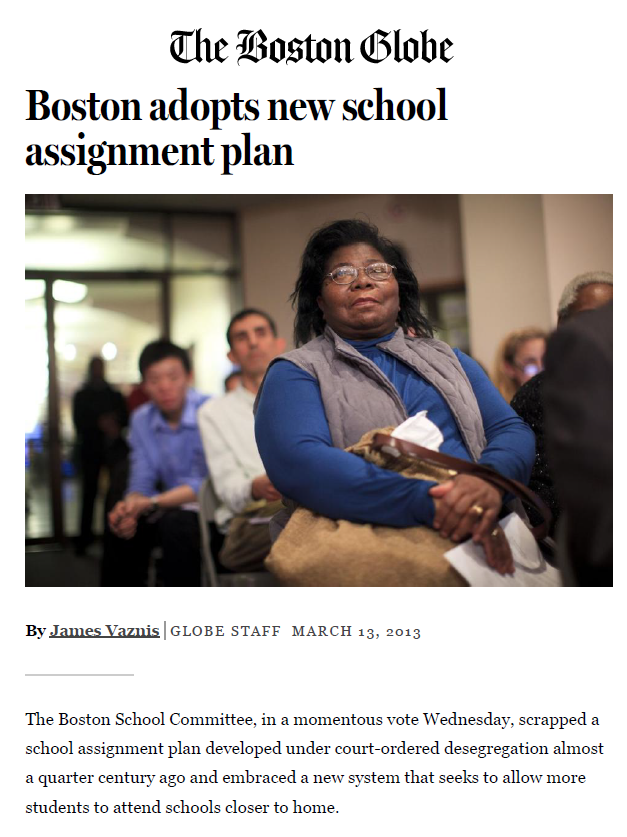 The Boston Globe
Boston adopts new school
assignment plan
By James Vaznis | GLOBE STAFF MARCH 13, 2013
The Boston School Committee, in a momentous vote Wednesday, scrapped a
school assignment plan developed under court-ordered desegregation almost
a quarter century ago and embraced a new system that seeks to allow more
students to attend schools closer to home.